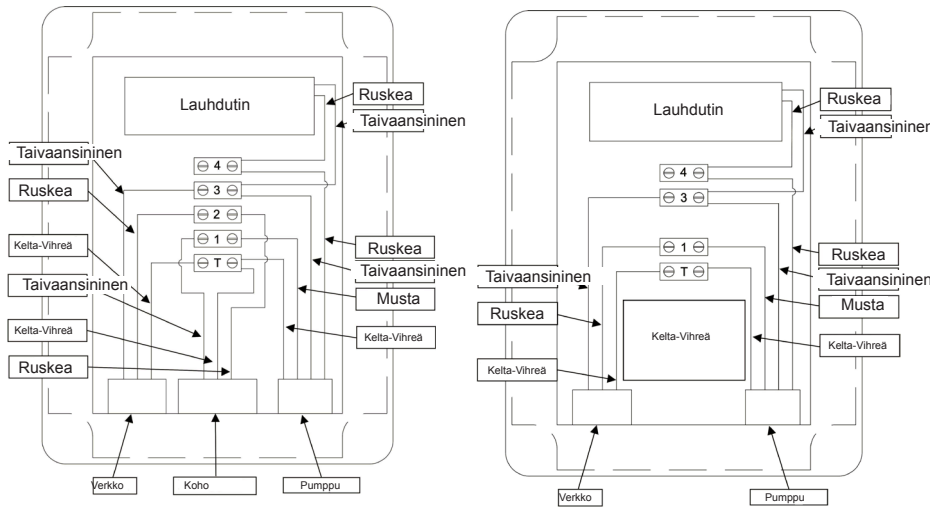 Lauhdutin
Ruskea
Taivaansininen
Taivaansininen
Ruskea
Kelta-Vihreä
Taivaansininen
Kelta-Vihreä
Ruskea
4
3
2
1
T
Ruskea
Taivaansininen
Musta
Kelta-Vihreä
Verkko
Koho
Pumppu
Lauhdutin
Ruskea
Taivaansininen
4
3
1
T
Taivaansininen
Ruskea
Kelta-Vihreä
Kelta-Vihreä
Ruskea
Taivaansininen
Musta
Kelta-Vihreä
Verkko
Pumppu